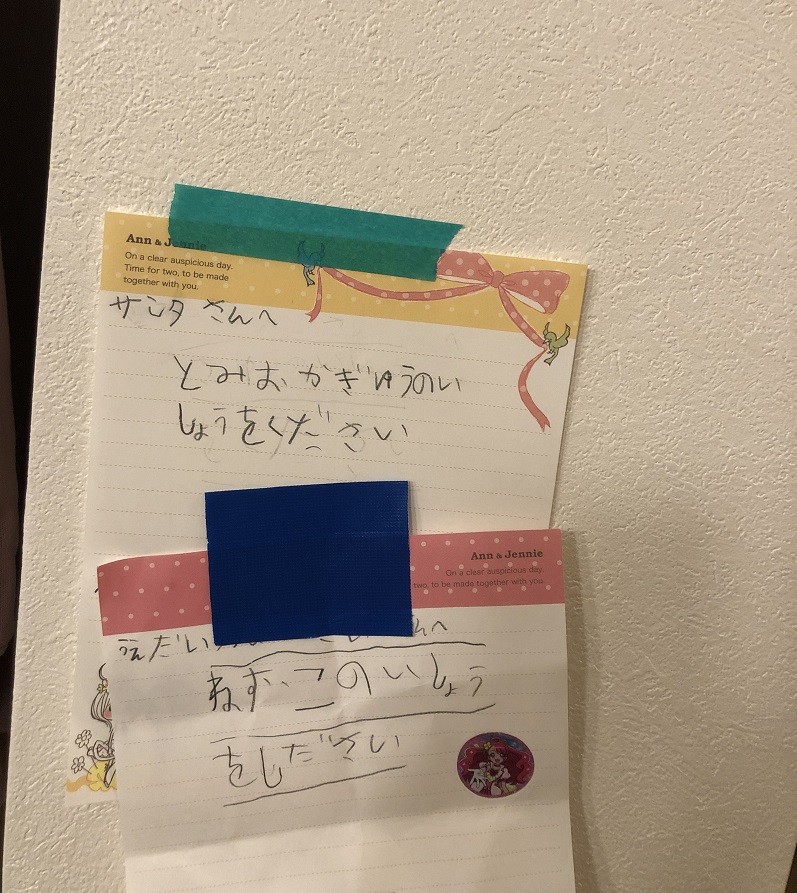 Ann & Jennie
On a clear auspicious day.
Time for two, to be made
together with you.
サンタさんへ
とみおかぎゆうのい
しょうをください
Ann & Jennie
On a clear auspicious day.
two, to be made together with you.
ねずこのいしょう
をしださい